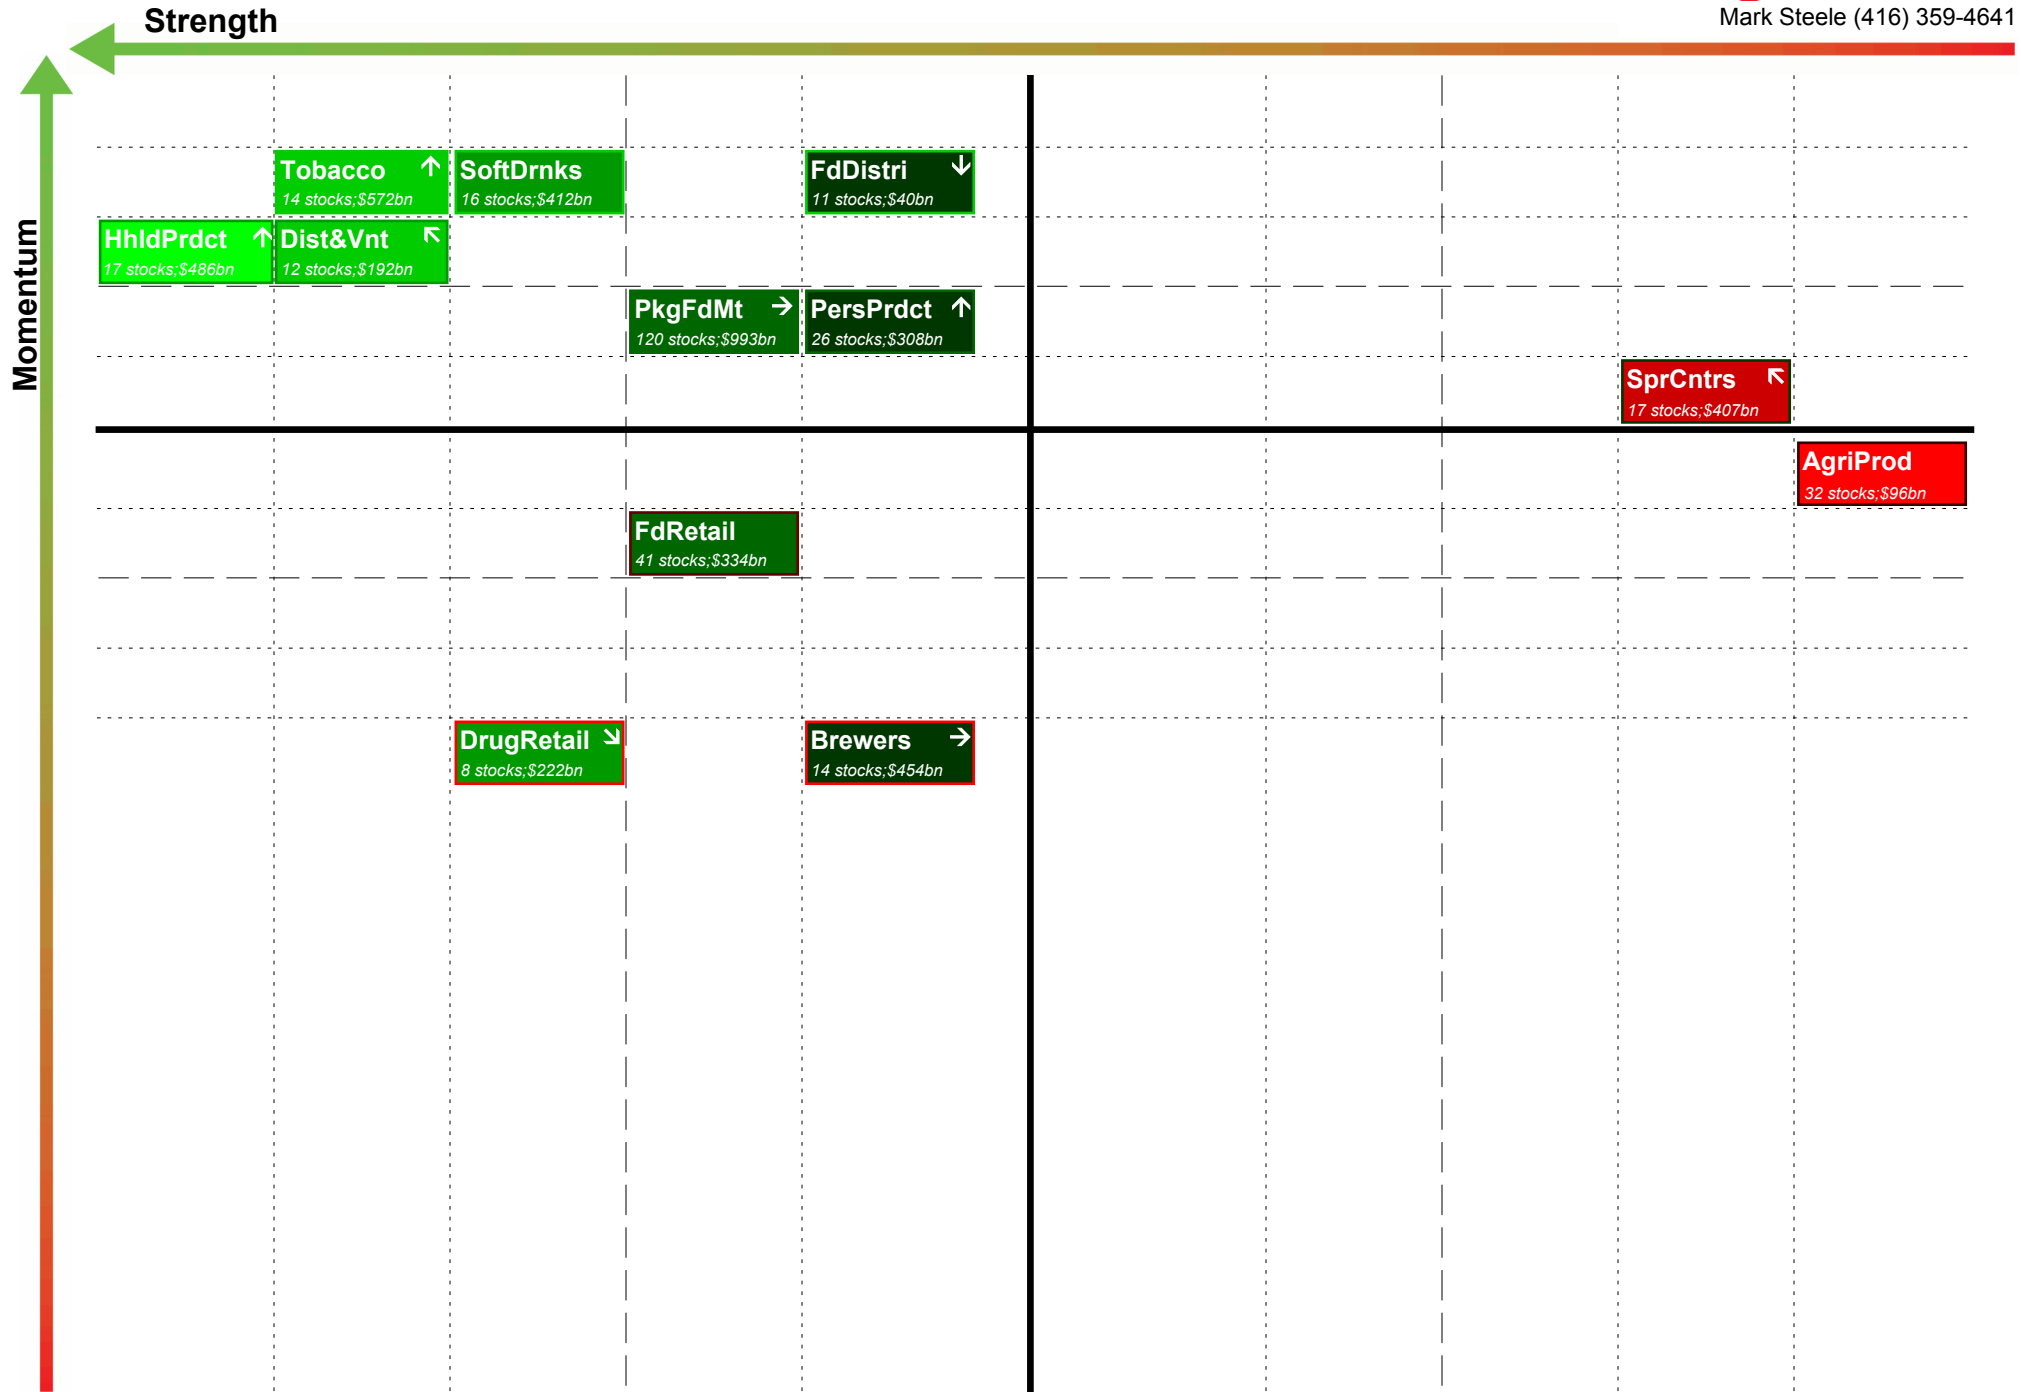 Strength
Mark Steele (416) 359-4641
Momentum
Tobacco
14 stocks;$572bn
SoftDrnks
16 stocks;$412bn
FdDistri
11 stocks;$40bn
HhldPrdct
17 stocks;$486bn
Dist&Vnt
12 stocks;$192bn
PkgFdMt
120 stocks;$993bn
PersPrdct
26 stocks;$308bn
SprCntrs
17 stocks;$407bn
AgriProd
32 stocks;$96bn
FdRetail
41 stocks;$334bn
DrugRetail
8 stocks;$222bn
Brewers
14 stocks;$454bn